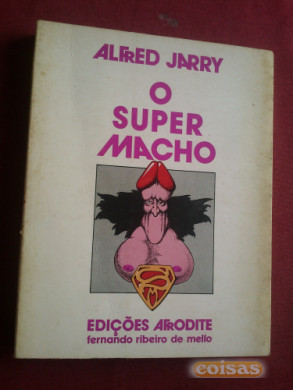 ALFRED JARRY
O
SUPER
MACHO
S
EDIÇÕES AFRODITE
fernando ribeiro de mello
coisas